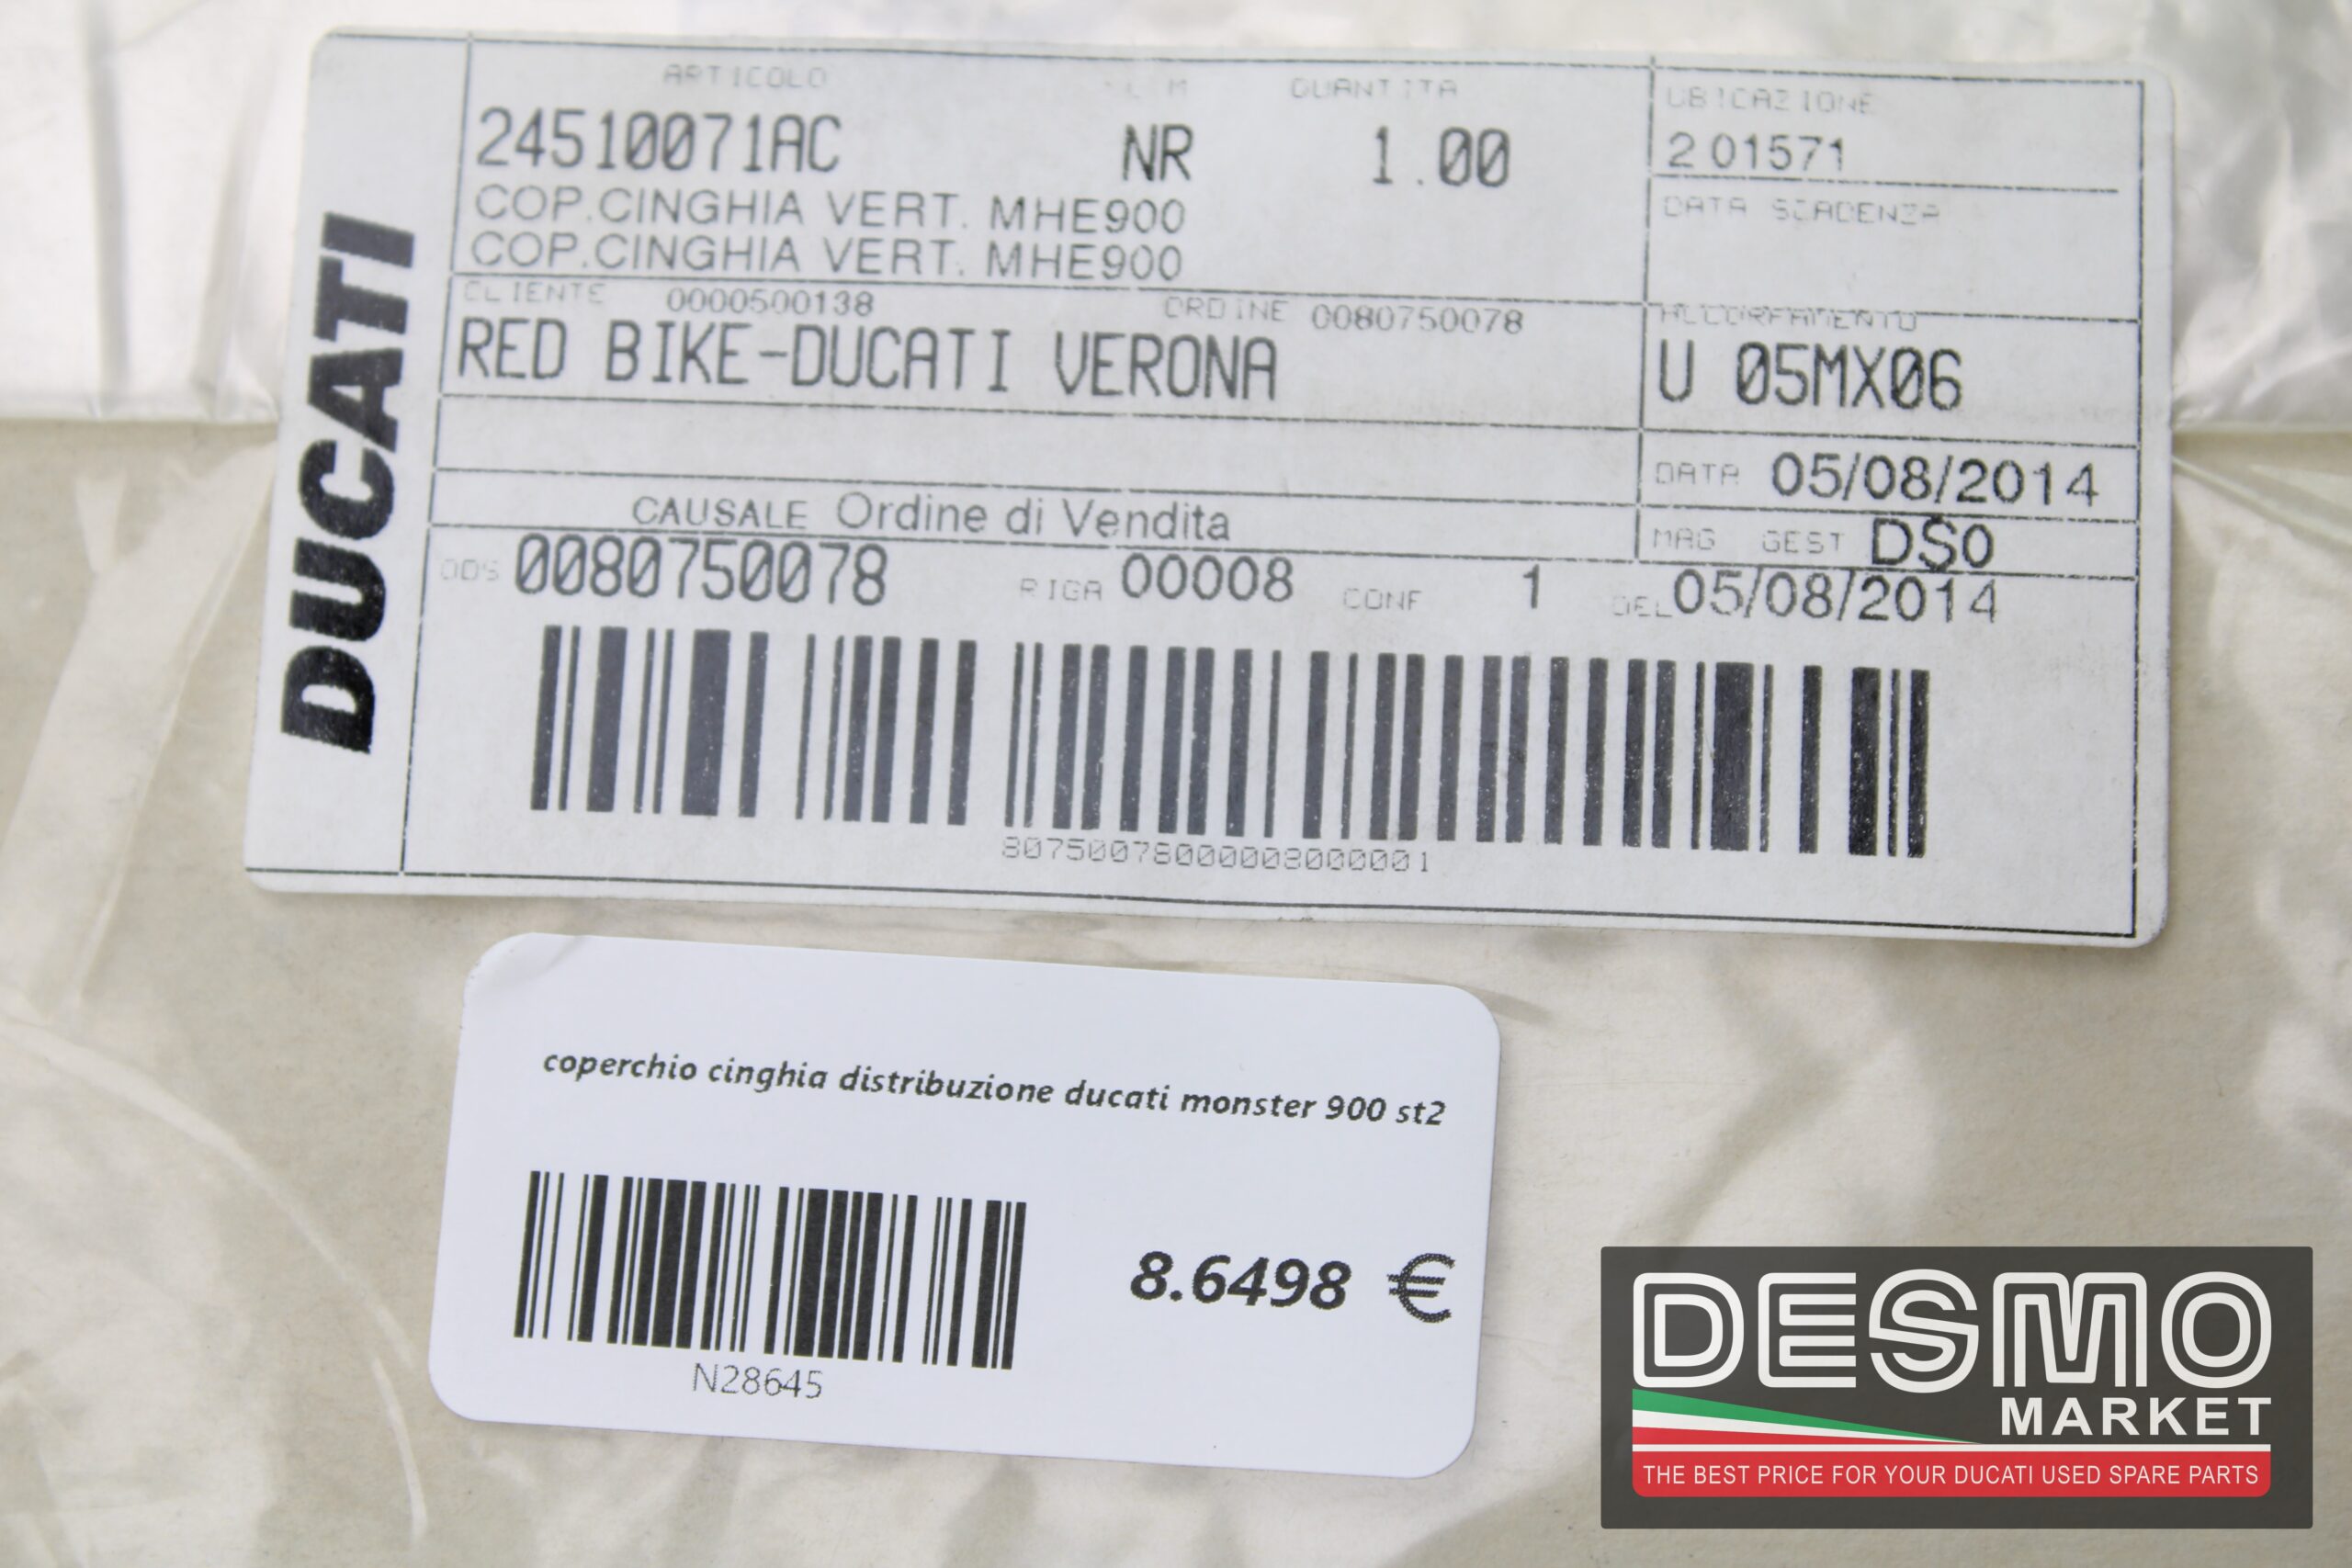 DUCATI
ARTICOLO QUANTITA
24510071AC NR 1.00
COP.CINGHIA VERT. MHE900
COP.CINGHIA VERT. MHE900
UBICAZIONE
2 01571
DATA SCADENZA
CLIENTE 0000500138 ORDINE 0080750078
RED BIKE-DUCATI VERONA
U 05MX06
DATA 05/08/2014
CAUSALE Ordine di Vendita
MAG GEST DS0
ODS 0080750078 RIGA 00008 CONF 1 DEL 05/08/2014
80750078000008000001
coperchio cinghia distribuzione ducati monster 900 st2
8.6498 €
N28645
DESMO
MARKET
THE BEST PRICE FOR YOUR DUCATI USED SPARE PARTS